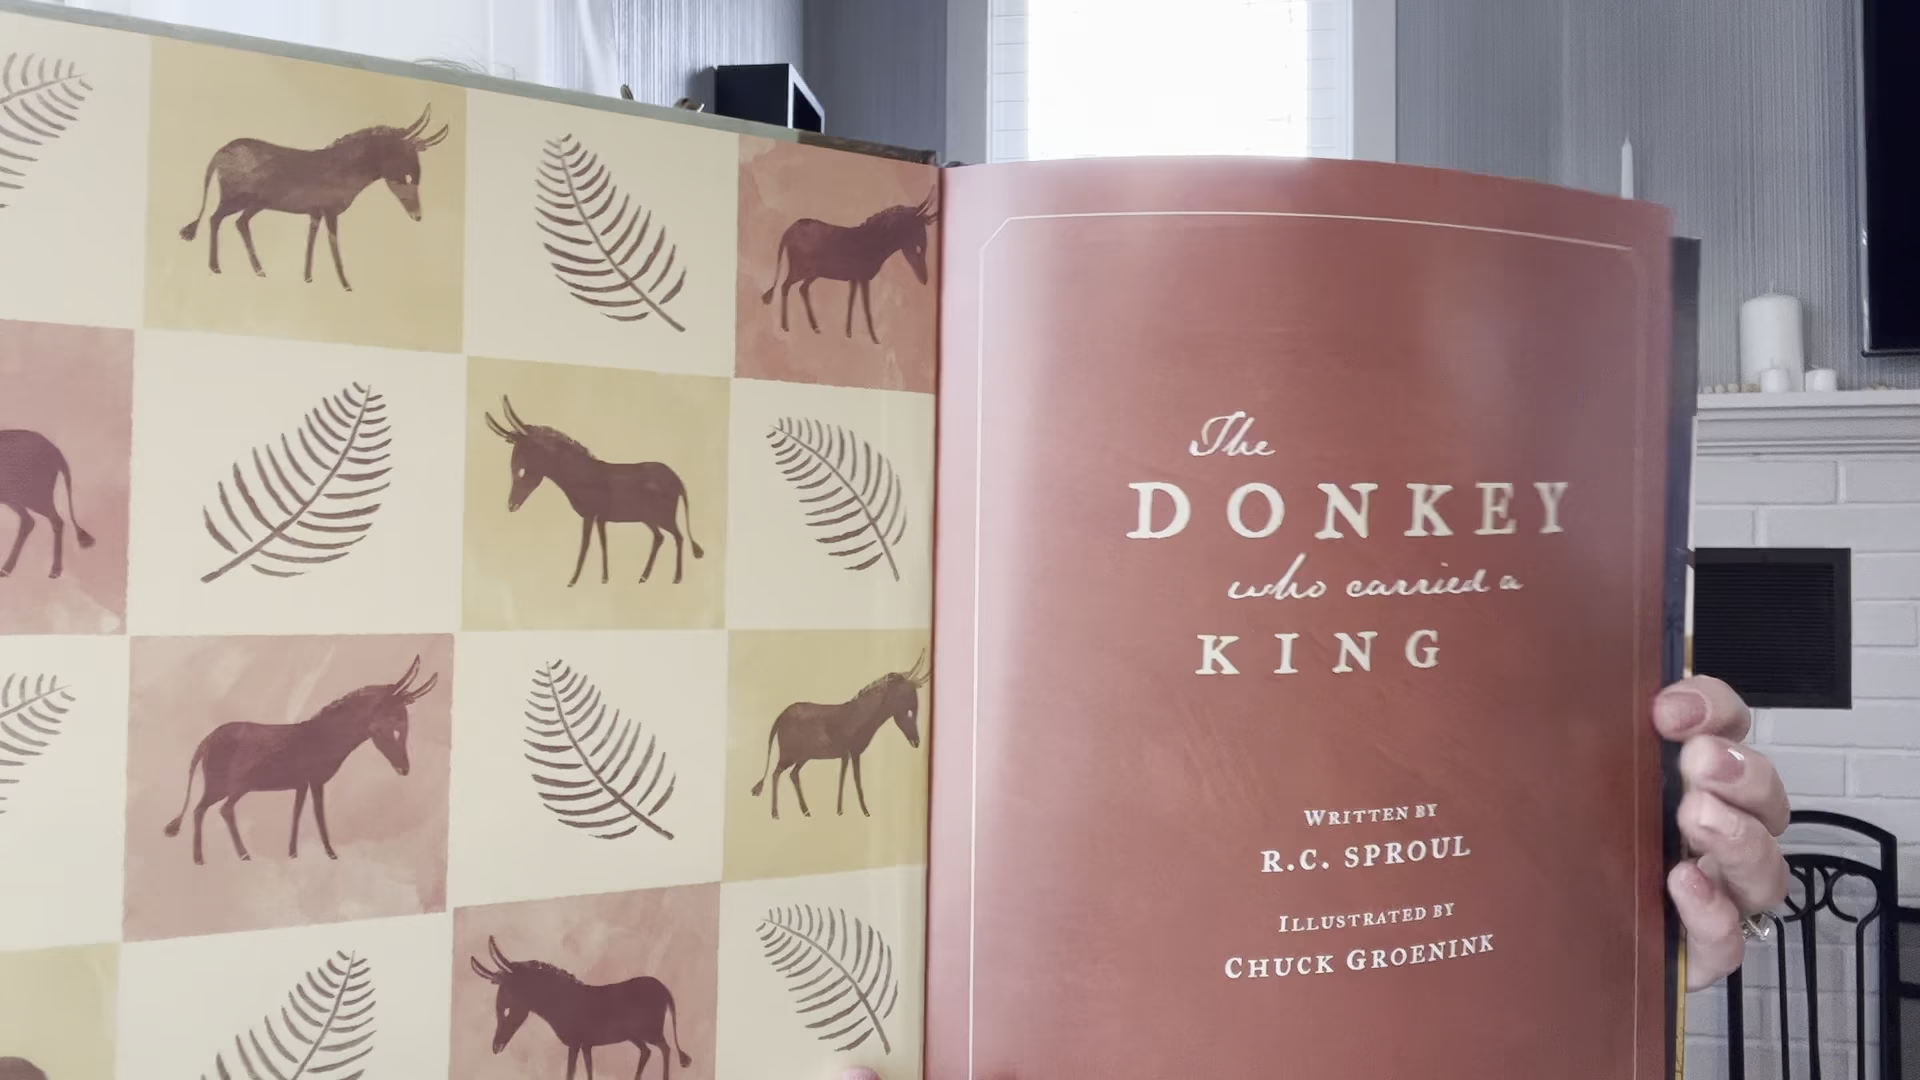 The
DONKEY
who carried a
KING
WRITTEN BY
R.C. SPROUL
ILLUSTRATED BY
CHUCK GROENINK